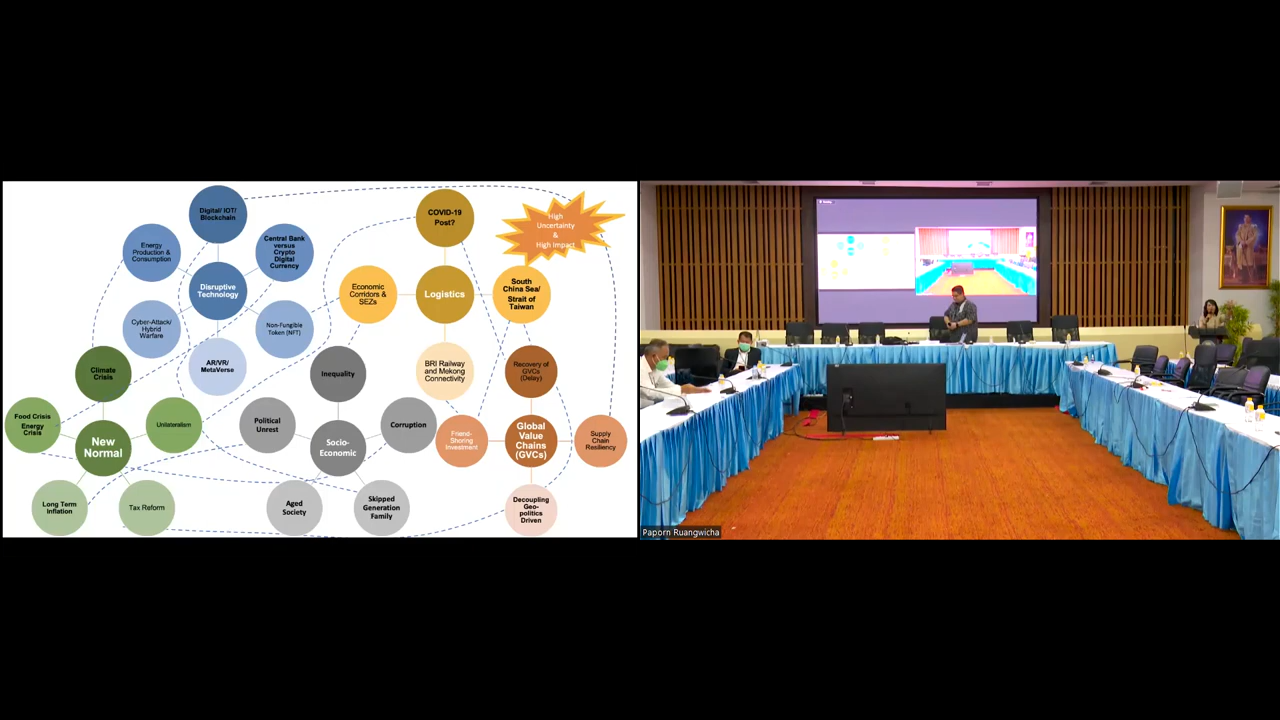 Digital/ IOT/
Blockchain
Energy
Production &
Consumption
Central Bank
versus
Crypto
Digital
Currency
Disruptive
Technology
Cyber-Attack/
Hybrid
Warfare
Non-Fungible
Token (NFT)
AR/VR/
MetaVerse
COVID-19
Post?
High
Uncertainty
&
High Impact
Economic
Corridors &
SEZs
Logistics
South
China Sea/
Strait of
Taiwan
BRI Railway
and Mekong
Connectivity
Climate
Crisis
Food Crisis
Energy
Crisis
Unilateralism
New
Normal
Long Term
Inflation
Tax Reform
Inequality
Political
Unrest
Corruption
Socio-
Economic
Aged
Society
Skipped
Generation
Family
Recovery of
GVCs
(Delay)
Friend-
Shoring
Investment
Global
Value
Chains
(GVCs)
Supply
Chain
Resiliency
Decoupling
Geo-
politics
Driven
Paporn Ruangwicha